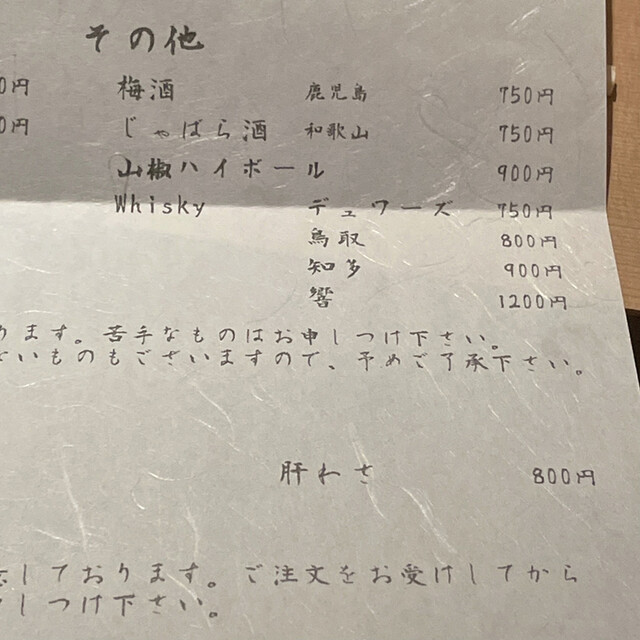 その他
0円 梅酒 鹿児島 750円
0円 じゃばら酒 和歌山 750円
山椒ハイボール 900円
Whisky デュワーズ 750円
鳥取 800円
知多 900円
響 1200円
ります。苦手なものはお申しつけ下さい。
いものもございますので、予めご了承下さい。
肝わさ 800円
しております。ご注文をお受けしてから
しつけ下さい。